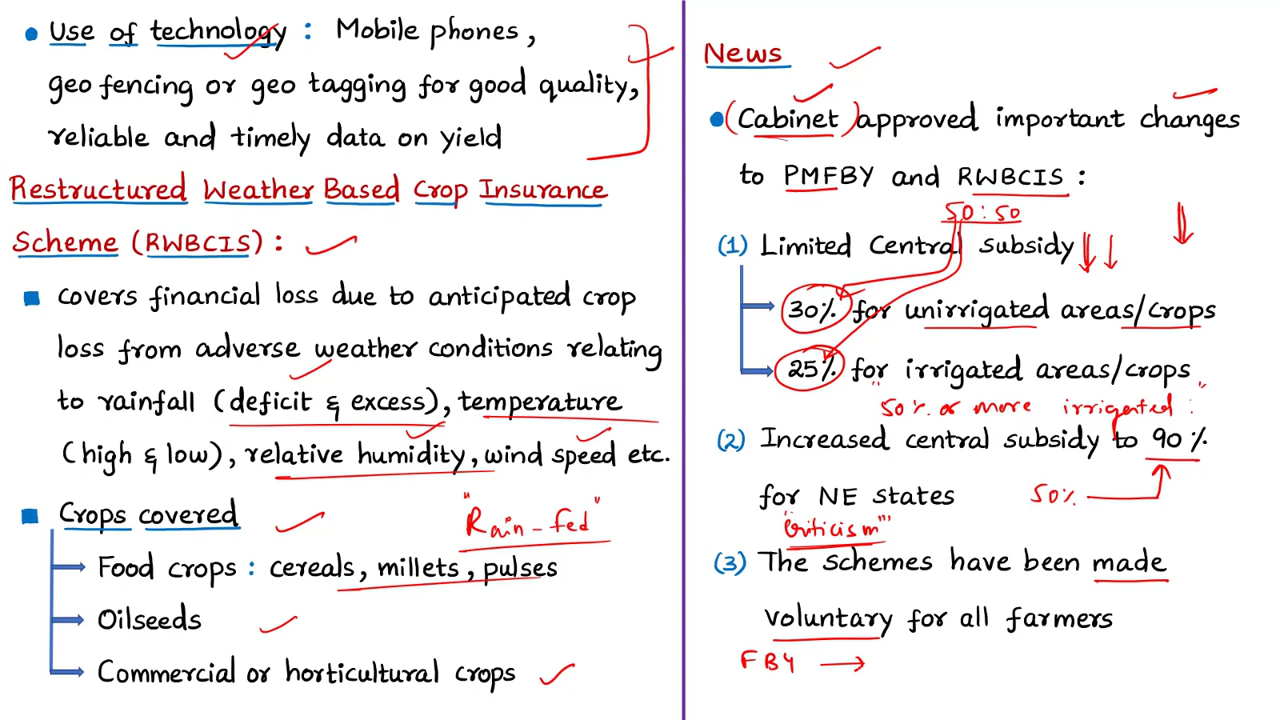 • Use of technology : Mobile phones,
geo fencing or geo tagging for good quality,
reliable and timely data on yield
Restructured Weather Based Crop Insurance
Scheme (RWBCIS) :
■ covers financial loss due to anticipated crop
loss from adverse weather conditions relating
to rainfall (deficit & excess), temperature
(high & low), relative humidity, wind speed etc.
■ Crops covered
"Rain-fed"
Food crops : cereals, millets, pulses
Oilseeds
Commercial or horticultural crops
News
• (Cabinet) approved important changes
to PMFBY and RWBCIS :
50:50
(1) Limited Central subsidy
30% for unirrigated areas/crops
25% for irrigated areas/crops
"50% or more irrigated:"
(2) Increased central subsidy to 90%
for NE states 50%
"Criticism"
(3) The schemes have been made
voluntary for all farmers
FBY